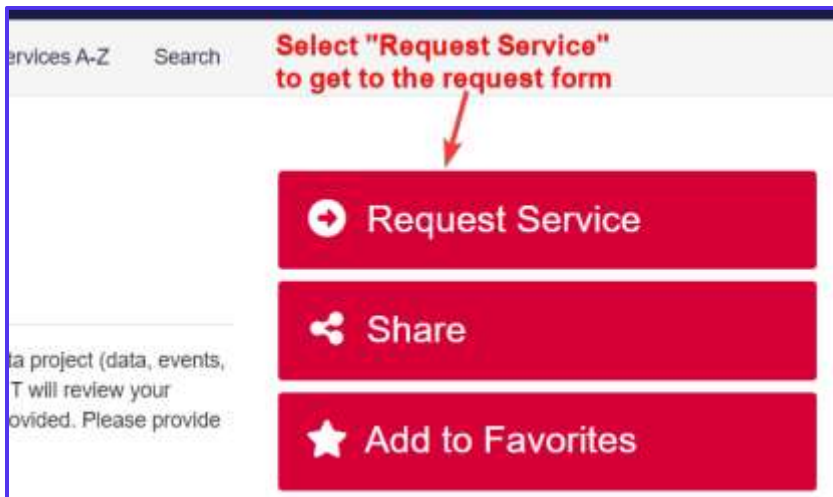 ervices A-Z Search
Select "Request Service"
to get to the request form
Request Service
Share
ta project (data, events,
T will review your
ovided. Please provide
Add to Favorites